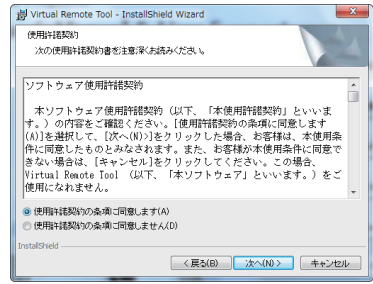 Virtual Remote Tool - InstallShield Wizard
使用許諾契約
次の使用許諾契約書を注意深くお読みください。
ソフトウェア使用許諾契約
本ソフトウェア使用許諾契約（以下、「本使用許諾契約」といいま
す。）の内容をご確認ください。[使用許諾契約の条項に同意します
(A)]を選択して、[次へ(N)>]をクリックした場合、お客様は、本使用条
件に同意したものとみなされます。また、お客様が本使用条件に同意で
きない場合は、[キャンセル]をクリックしてください。この場合、
Virtual Remote Tool （以下、「本ソフトウェア」といいます。）をご
使用になれません。
使用許諾契約の条項に同意します(A)
使用許諾契約の条項に同意しません(D)
InstallShield
< 戻る(B)
次へ(N) >
キャンセル